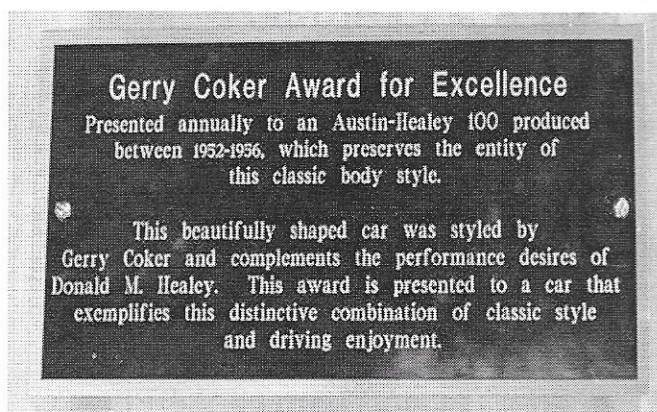 Gerry Coker Award for Excellence
Presented annually to an Austin-Healey 100 produced
between 1952-1956, which preserves the entity of
this classic body style.
This beautifully shaped car was styled by
Gerry Coker and complements the performance desires of
Donald M. Healey. This award is presented to a car that
exemplifies this distinctive combination of classic style
and driving enjoyment.